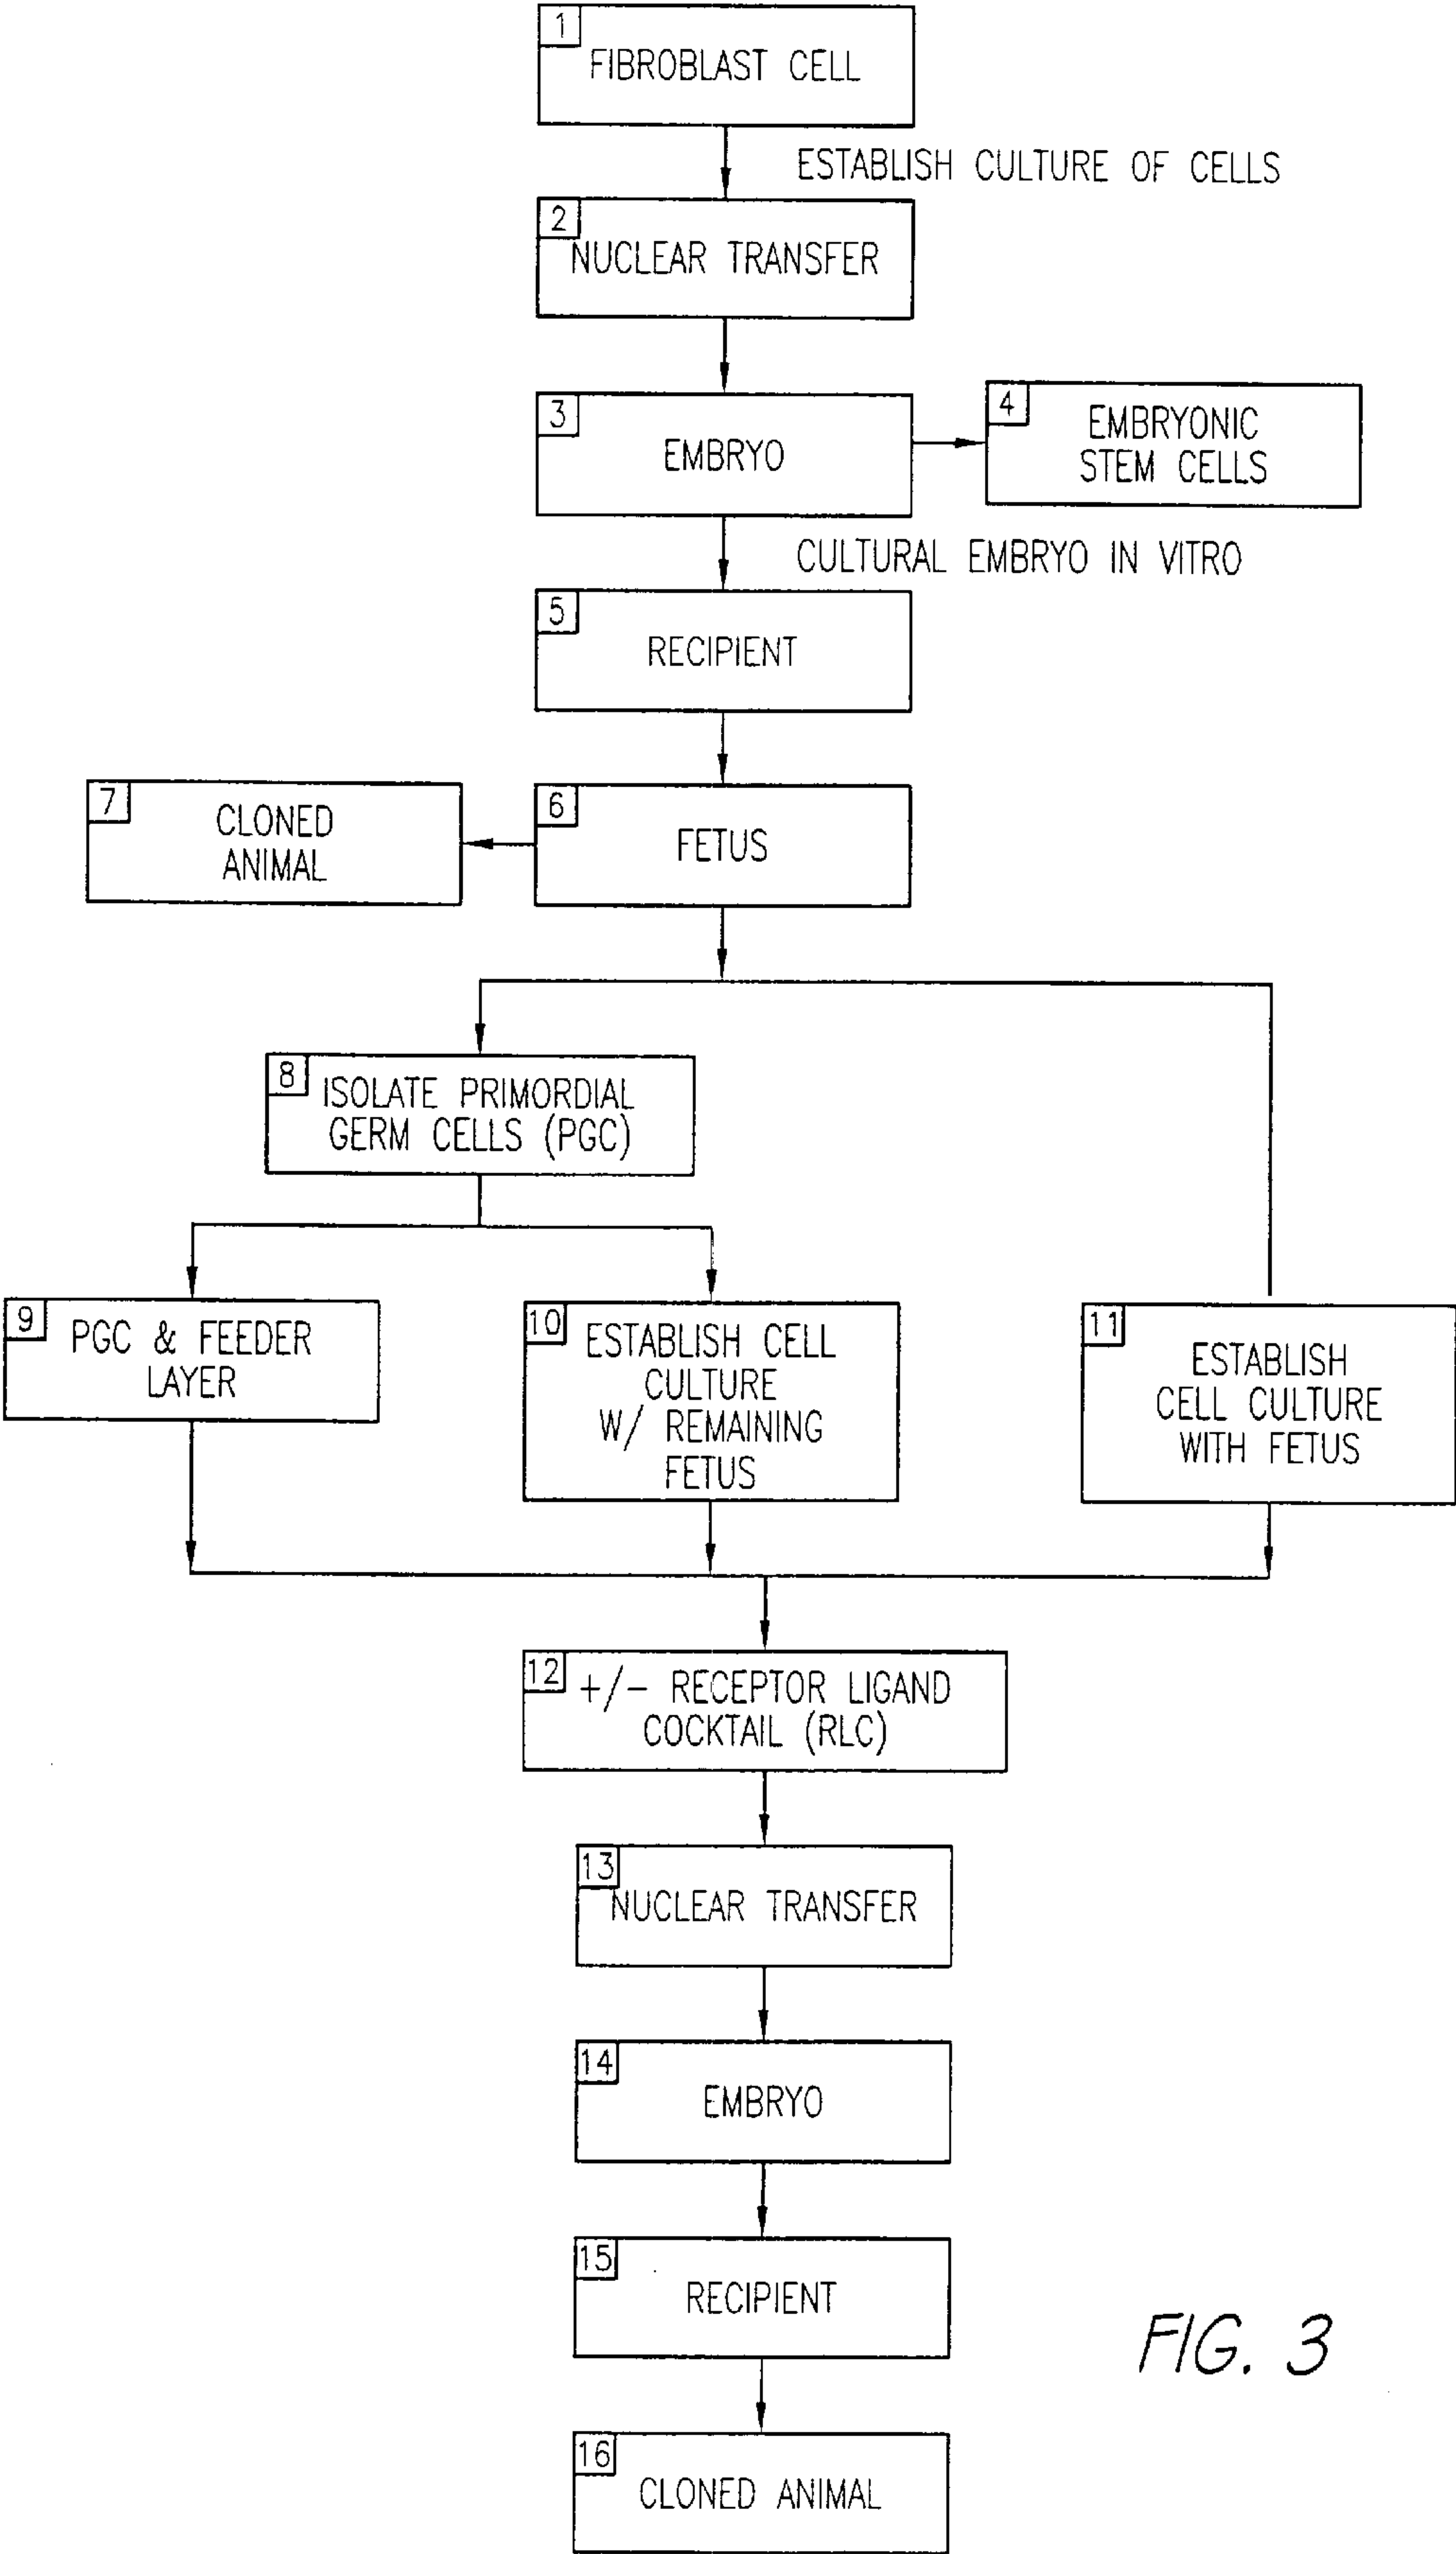 1
FIBROBLAST CELL
ESTABLISH CULTURE OF CELLS
2
NUCLEAR TRANSFER
3
EMBRYO
4
EMBRYONIC
STEM CELLS
CULTURAL EMBRYO IN VITRO
5
RECIPIENT
6
FETUS
7
CLONED
ANIMAL
8
ISOLATE PRIMORDIAL
GERM CELLS (PGC)
9
PGC & FEEDER
LAYER
10
ESTABLISH CELL
CULTURE
W/ REMAINING
FETUS
11
ESTABLISH
CELL CULTURE
WITH FETUS
12
+/- RECEPTOR LIGAND
COCKTAIL (RLC)
13
NUCLEAR TRANSFER
14
EMBRYO
15
RECIPIENT
16
CLONED ANIMAL
FIG. 3